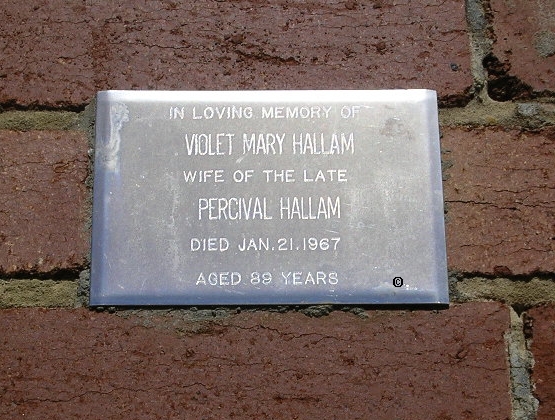 IN LOVING MEMORY OF
VIOLET MARY HALLAM
WIFE OF THE LATE
PERCIVAL HALLAM
DIED JAN. 21. 1967
AGED 89 YEARS
©